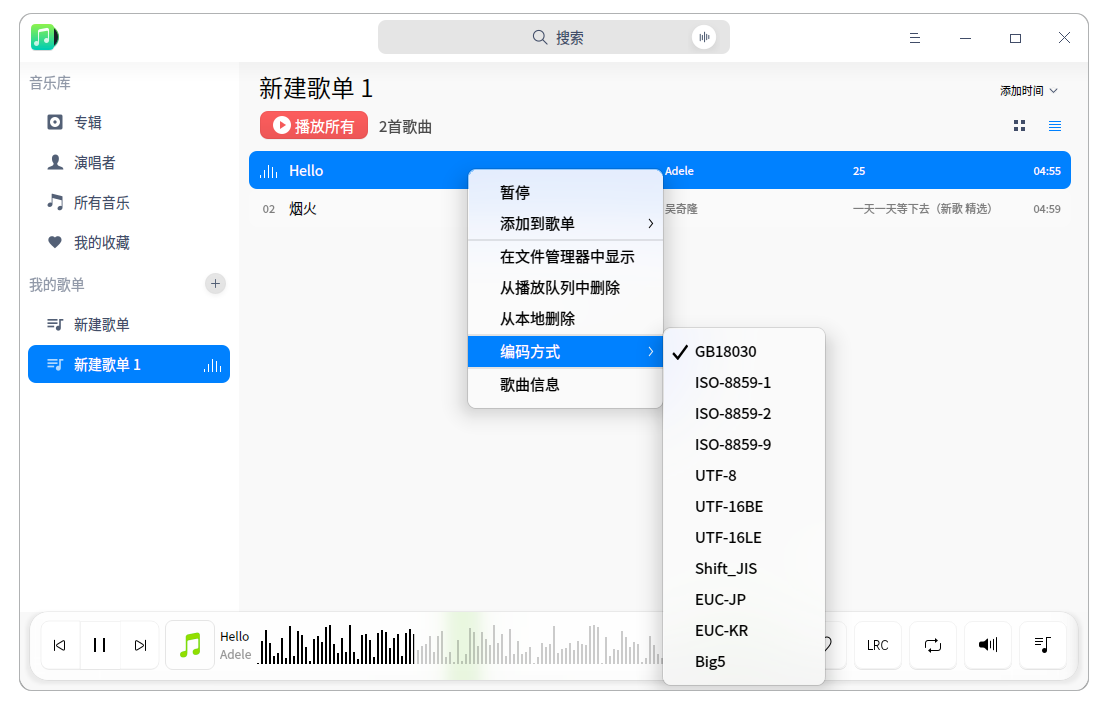 搜索
音乐库
专辑
演唱者
所有音乐
我的收藏
我的歌单
新建歌单
新建歌单 1
新建歌单 1
添加时间
播放所有
2首歌曲
Hello
Adele
25
04:55
02
烟火
吴奇隆
一天一天等下去（新歌 精选）
04:59
暂停
添加到歌单
在文件管理器中显示
从播放队列中删除
从本地删除
编码方式
歌曲信息
GB18030
ISO-8859-1
ISO-8859-2
ISO-8859-9
UTF-8
UTF-16BE
UTF-16LE
Shift_JIS
EUC-JP
EUC-KR
Big5
Hello
Adele
LRC